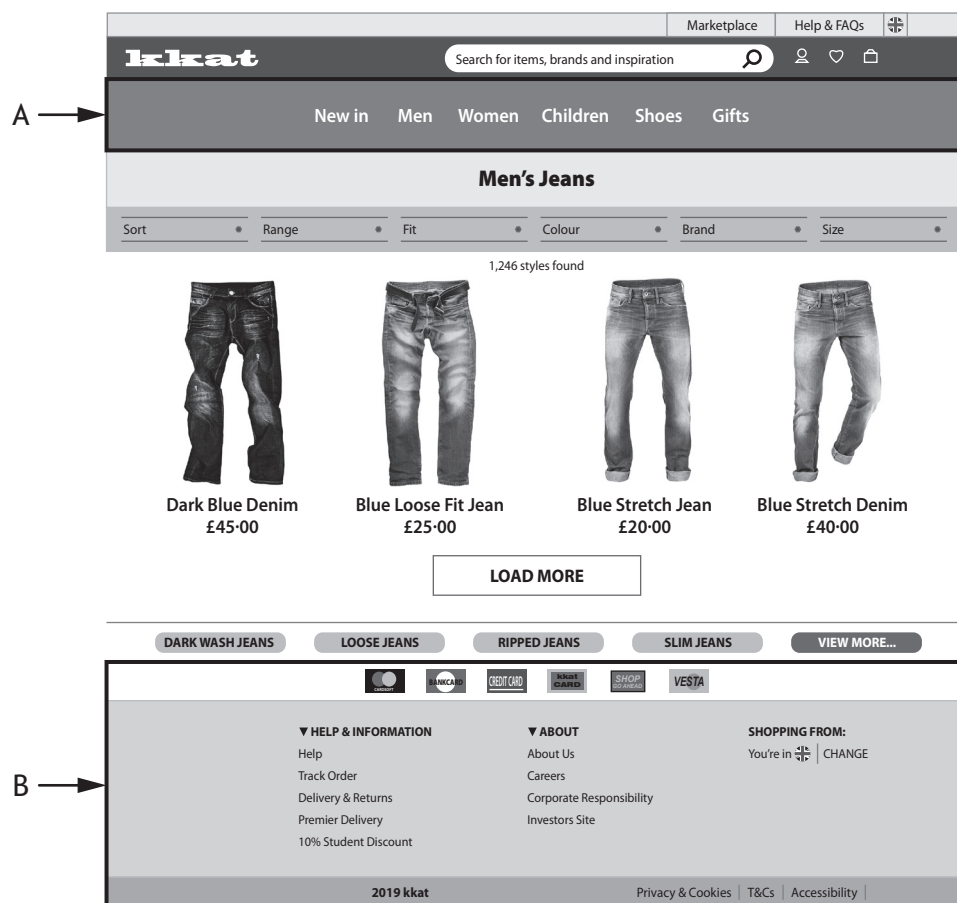 Marketplace Help & FAQs
kkat Search for items, brands and inspiration
A
New in Men Women Children Shoes Gifts
Men's Jeans
Sort Range Fit Colour Brand Size
1,246 styles found
Dark Blue Denim Blue Loose Fit Jean Blue Stretch Jean Blue Stretch Denim
£45·00 £25·00 £20·00 £40·00
LOAD MORE
DARK WASH JEANS LOOSE JEANS RIPPED JEANS SLIM JEANS VIEW MORE...
CARDSOFT BANKCARD CREDIT CARD kkat CARD SHOP GO AHEAD VESTA
▼ HELP & INFORMATION ▼ ABOUT SHOPPING FROM:
Help About Us You're in CHANGE
Track Order Careers
B
Delivery & Returns Corporate Responsibility
Premier Delivery Investors Site
10% Student Discount
2019 kkat Privacy & Cookies T&Cs Accessibility